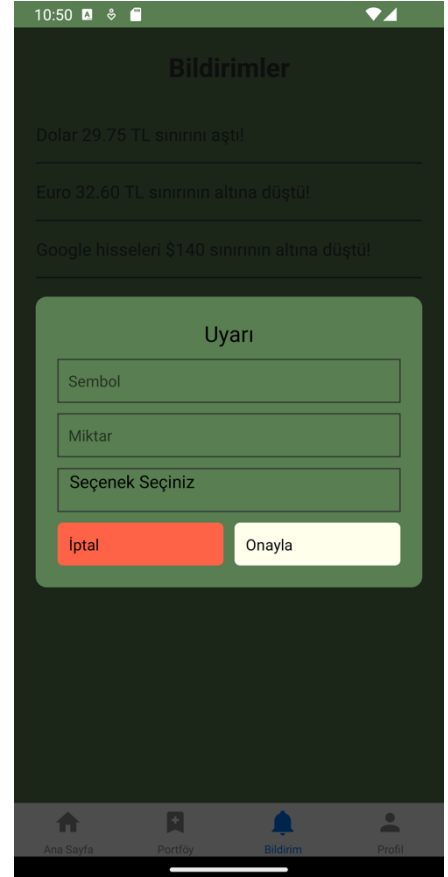 10:50
Bildirimler
Dolar 29.75 TL sınırını aştı!
Euro 32.60 TL sınırının altına düştü!
Google hisseleri $140 sınırının altına düştü!
Uyarı
Sembol
Miktar
Seçenek Seçiniz
İptal Onayla
Ana Sayfa Portföy Bildirim Profil